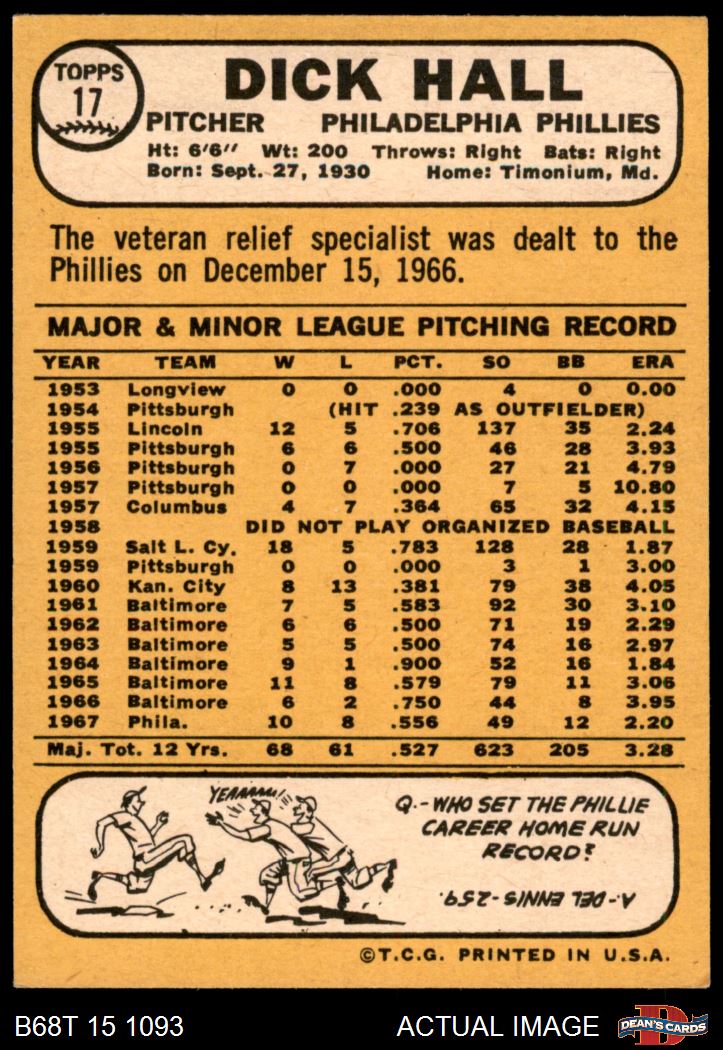 TOPPS
17
DICK HALL
PITCHER PHILADELPHIA PHILLIES
Ht: 6'6" Wt: 200 Throws: Right Bats: Right
Born: Sept. 27, 1930 Home: Timonium, Md.
The veteran relief specialist was dealt to the
Phillies on December 15, 1966.
MAJOR & MINOR LEAGUE PITCHING RECORD
YEAR TEAM W L PCT. SO BB ERA
1953 Longview 0 0 .000 4 0 0.00
1954 Pittsburgh (HIT .239 AS OUTFIELDER)
1955 Lincoln 12 5 .706 137 35 2.24
1955 Pittsburgh 6 6 .500 46 28 3.93
1956 Pittsburgh 0 7 .000 27 21 4.79
1957 Pittsburgh 0 0 .000 7 5 10.80
1957 Columbus 4 7 .364 65 32 4.15
1958 DID NOT PLAY ORGANIZED BASEBALL
1959 Salt L. Cy. 18 5 .783 128 28 1.87
1959 Pittsburgh 0 0 .000 3 1 3.00
1960 Kan. City 8 13 .381 79 38 4.05
1961 Baltimore 7 5 .583 92 30 3.10
1962 Baltimore 6 6 .500 71 19 2.29
1963 Baltimore 5 5 .500 74 16 2.97
1964 Baltimore 9 1 .900 52 16 1.84
1965 Baltimore 11 8 .579 79 11 3.06
1966 Baltimore 6 2 .750 44 8 3.95
1967 Phila. 10 8 .556 49 12 2.20
Maj. Tot. 12 Yrs. 68 61 .527 623 205 3.28
YEAAAAA!
Q.-WHO SET THE PHILLIE
CAREER HOME RUN
RECORD?
A.-DEL ENNIS-259.
©T.C.G. PRINTED IN U.S.A.
B68T 15 1093 ACTUAL IMAGE
D
DEAN'S CARDS